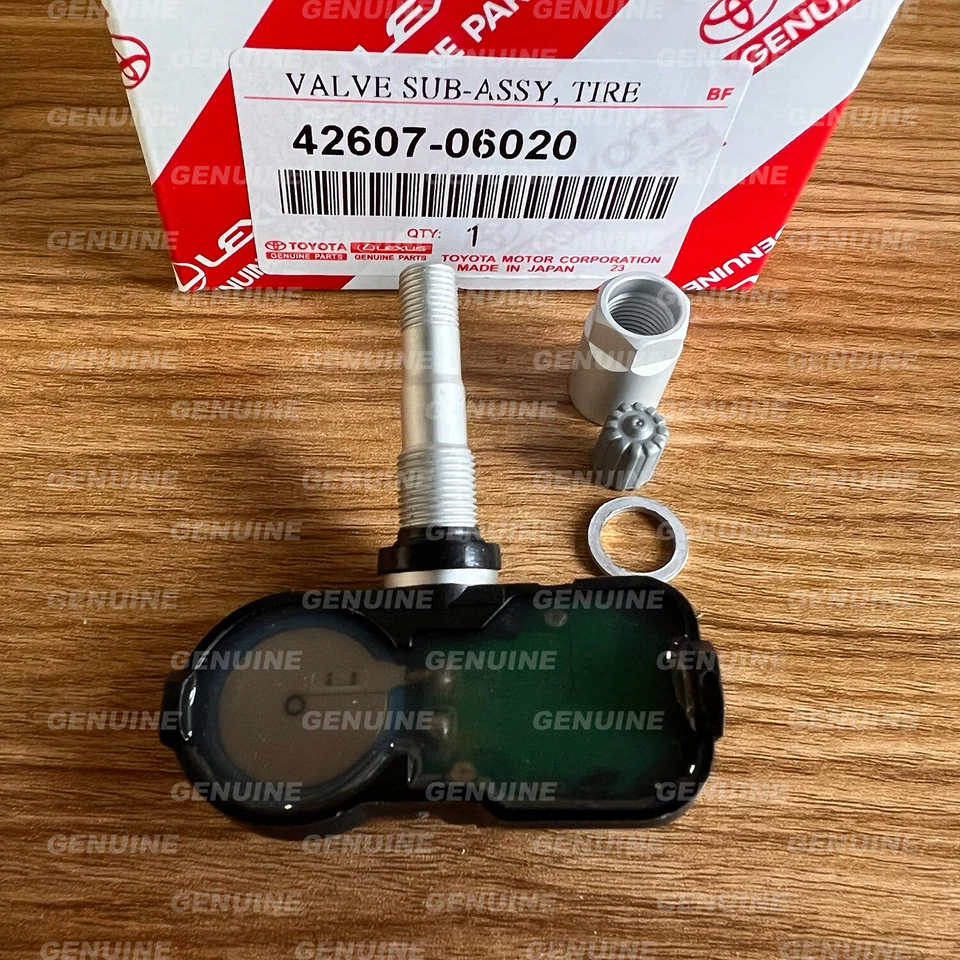 VALVE SUB-ASSY, TIRE
BF
42607-06020
QTY: 1
TOYOTA
GENUINE PARTS
LEXUS
GENUINE PARTS
TOYOTA MOTOR CORPORATION
MADE IN JAPAN 23
GENUINE